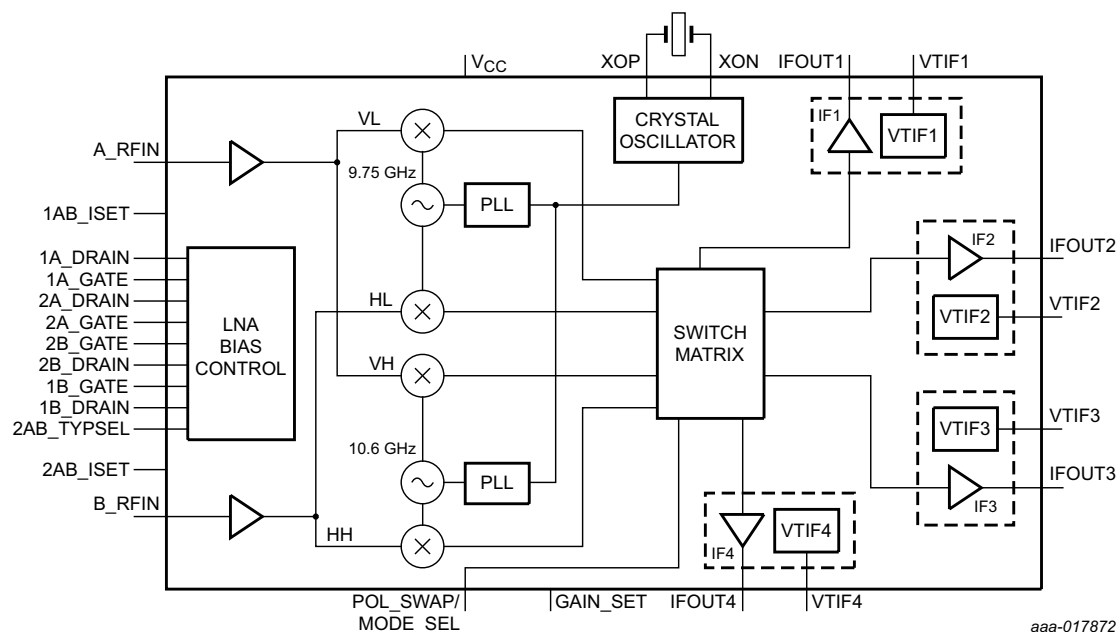 V_CC
XOP
XON
IFOUT1
VTIF1
CRYSTAL
OSCILLATOR
IF1
VTIF1
A_RFIN
VL
9.75 GHz
PLL
1AB_ISET
1A_DRAIN
1A_GATE
2A_DRAIN
2A_GATE
2B_GATE
2B_DRAIN
1B_GATE
1B_DRAIN
2AB_TYPSEL
LNA
BIAS
CONTROL
HL
VH
SWITCH
MATRIX
IF2
IFOUT2
VTIF2
VTIF2
VTIF3
VTIF3
IF3
IFOUT3
2AB_ISET
B_RFIN
10.6 GHz
PLL
HH
IF4
VTIF4
POL_SWAP/
MODE_SEL
GAIN_SET
IFOUT4
VTIF4
aaa-017872